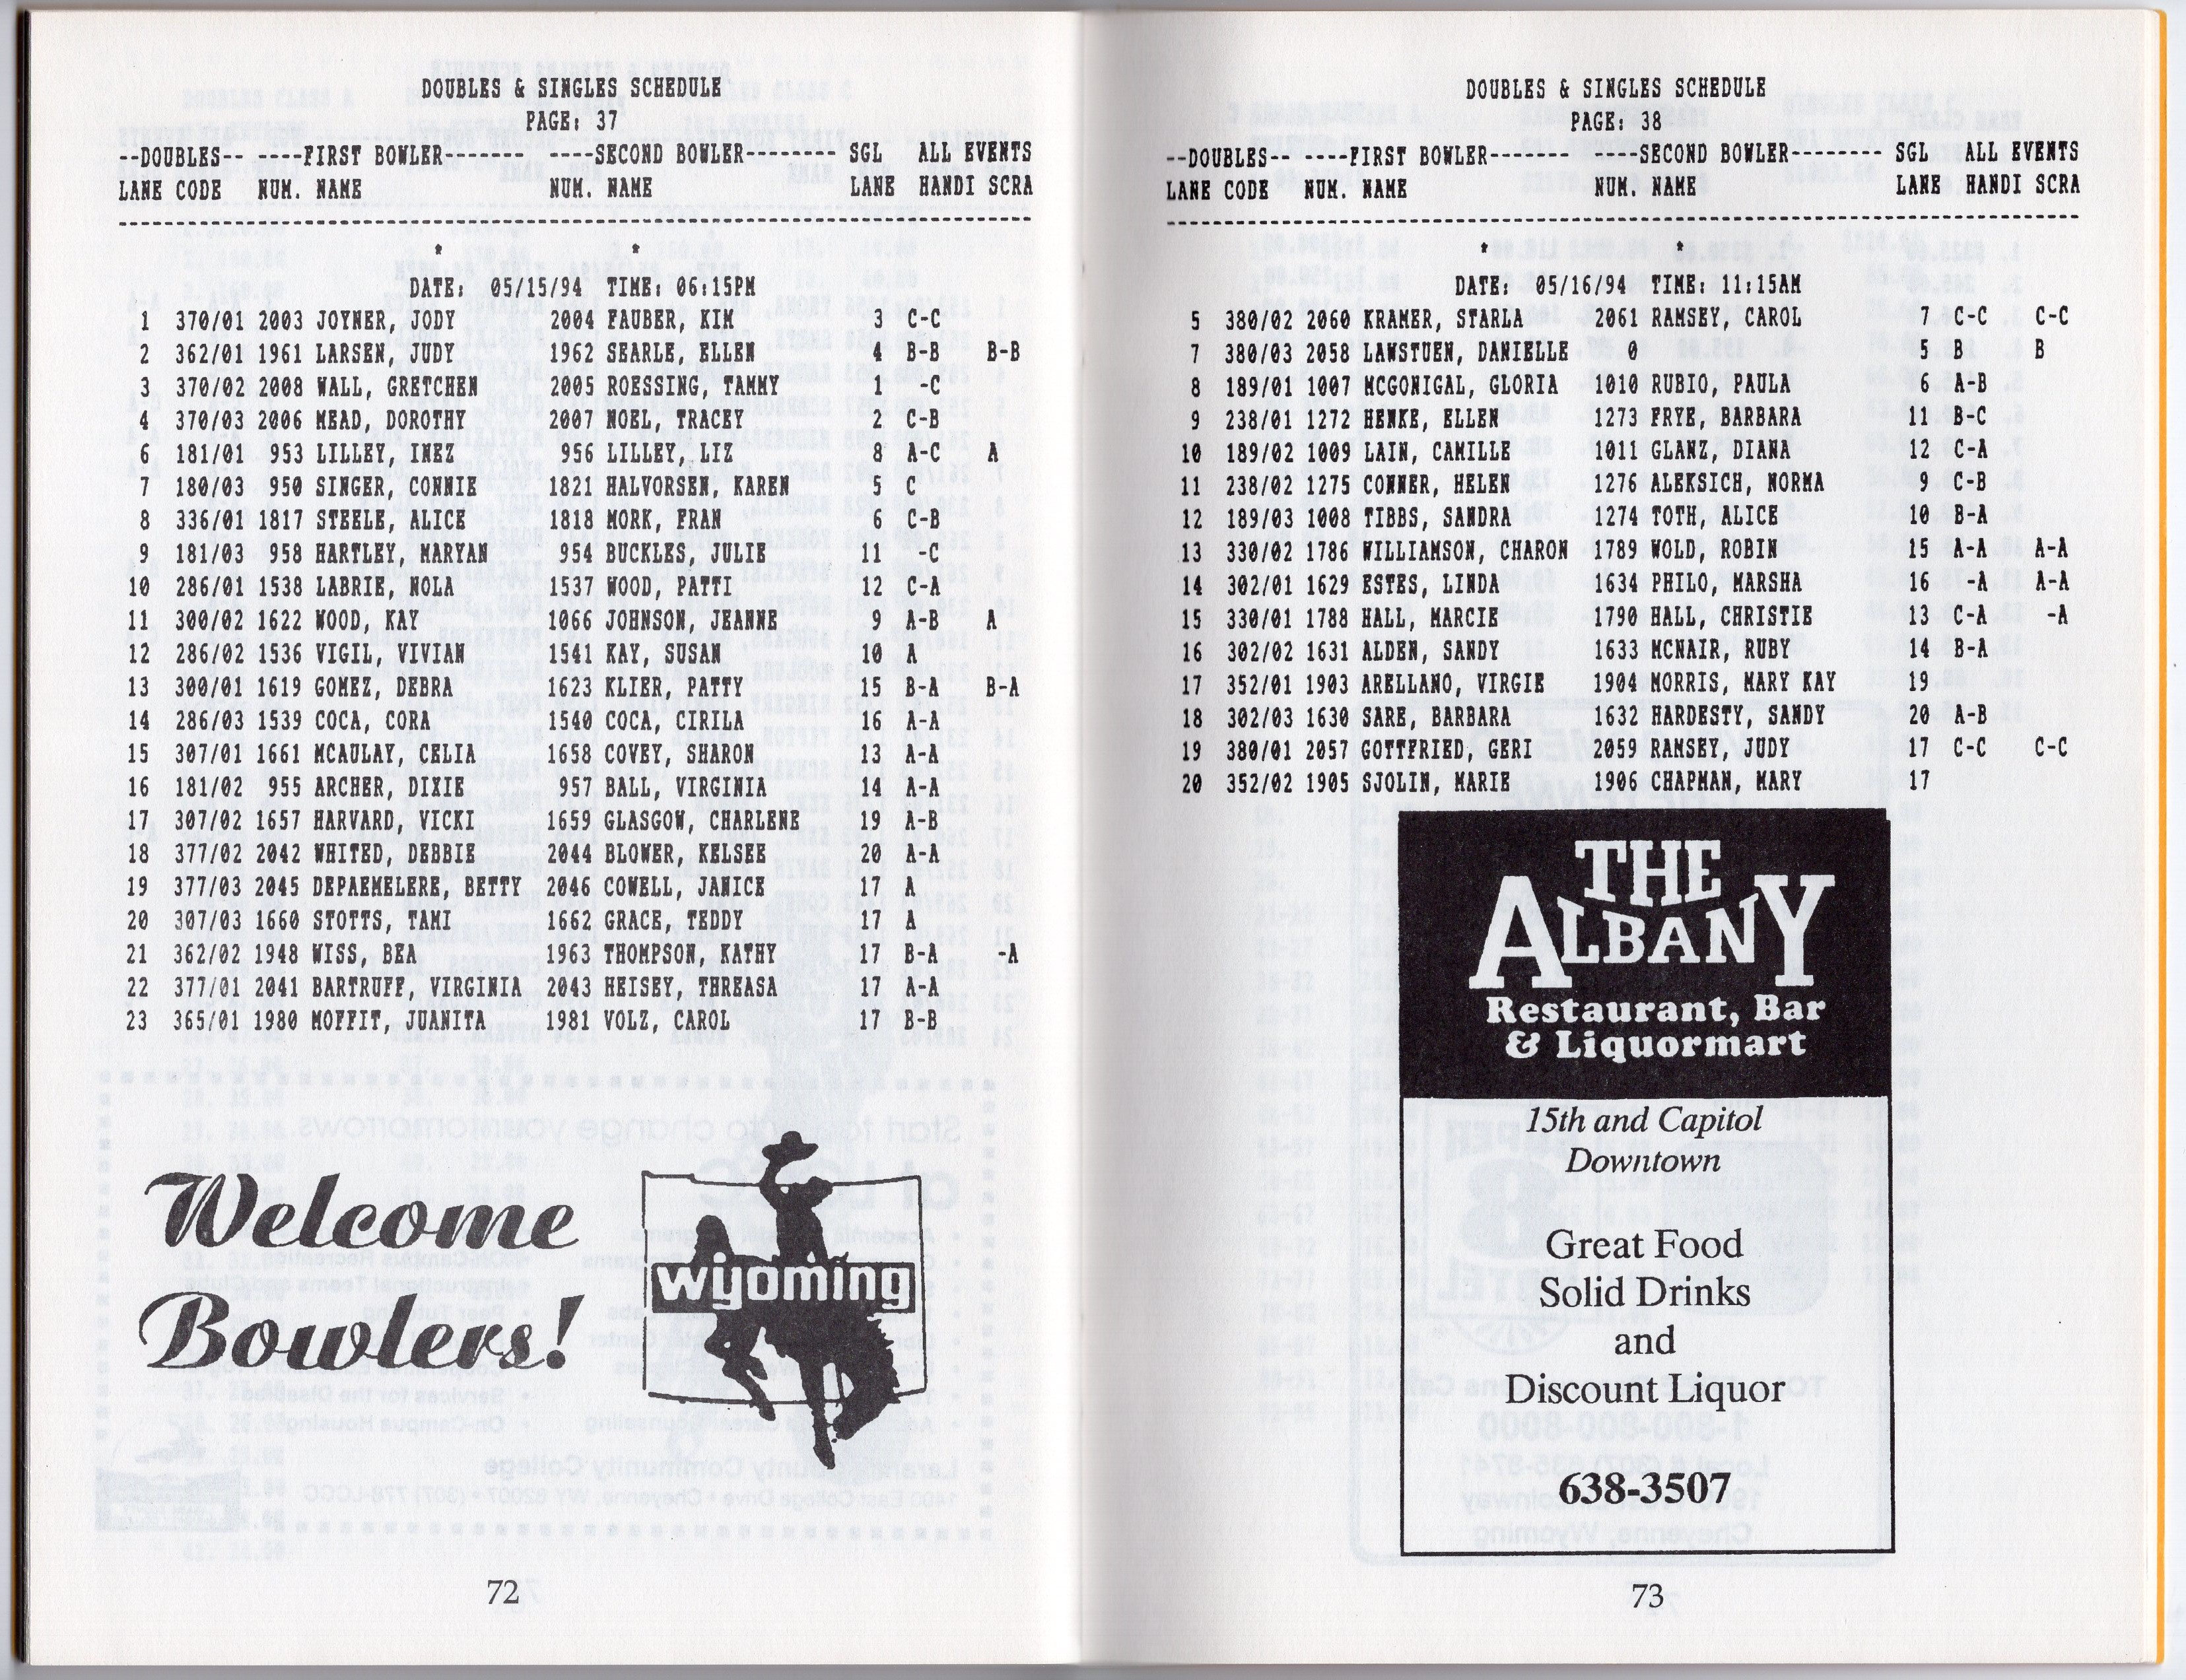 DOUBLES & SINGLES SCHEDULE
PAGE: 37
--DOUBLES-- ----FIRST BOWLER------- ----SECOND BOWLER-------- SGL ALL EVENTS
LANE CODE NUM. NAME NUM. NAME LANE HANDI SCRA
* *
DATE: 05/15/94 TIME: 06:15PM
1 370/01 2003 JOYNER, JODY 2004 FAUBER, KIM 3 C-C
2 362/01 1961 LARSEN, JUDY 1962 SEARLE, ELLEN 4 B-B B-B
3 370/02 2008 WALL, GRETCHEN 2005 ROESSING, TAMMY 1 -C
4 370/03 2006 MEAD, DOROTHY 2007 NOEL, TRACEY 2 C-B
6 181/01 953 LILLEY, INEZ 956 LILLEY, LIZ 8 A-C A
7 180/03 950 SINGER, CONNIE 1821 HALVORSEN, KAREN 5 C
8 336/01 1817 STEELE, ALICE 1818 MORK, FRAN 6 C-B
9 181/03 958 HARTLEY, MARYAN 954 BUCKLES, JULIE 11 -C
10 286/01 1538 LABRIE, NOLA 1537 WOOD, PATTI 12 C-A
11 300/02 1622 WOOD, KAY 1066 JOHNSON, JEANNE 9 A-B A
12 286/02 1536 VIGIL, VIVIAN 1541 KAY, SUSAN 10 -A
13 300/01 1619 GOMEZ, DEBRA 1623 KLIER, PATTY 15 B-A B-A
14 286/03 1539 COCA, CORA 1540 COCA, CIRILA 16 A-A
15 307/01 1661 MCAULAY, CELIA 1658 COVEY, SHARON 13 A-A
16 181/02 955 ARCHER, DIXIE 957 BALL, VIRGINIA 14 A-A
17 307/02 1657 HARVARD, VICKI 1659 GLASGOW, CHARLENE 19 A-B
18 377/02 2042 WHITED, DEBBIE 2044 BLOWER, KELSEE 20 A-A
19 377/03 2045 DEPAEMELERE, BETTY 2046 COWELL, JANICE 17 A
20 307/03 1660 STOTTS, TAMI 1662 GRACE, TEDDY 17 A
21 362/02 1948 WISS, BEA 1963 THOMPSON, KATHY 17 B-A -A
22 377/01 2041 BARTRUFF, VIRGINIA 2043 HEISEY, THREASA 17 A-A
23 365/01 1980 MOFFIT, JUANITA 1981 VOLZ, CAROL 17 B-B
Welcome
Bowlers!
wyoming
72
DOUBLES & SINGLES SCHEDULE
PAGE: 38
--DOUBLES-- ----FIRST BOWLER------- ----SECOND BOWLER-------- SGL ALL EVENTS
LANE CODE NUM. NAME NUM. NAME LANE HANDI SCRA
* *
DATE: 05/16/94 TIME: 11:15AM
5 380/02 2060 KRAMER, STARLA 2061 RAMSEY, CAROL 7 C-C C-C
7 380/03 2058 LAWSTUEN, DANIELLE 0 5 B B
8 189/01 1007 MCGONIGAL, GLORIA 1010 RUBIO, PAULA 6 A-B
9 238/01 1272 HENKE, ELLEN 1273 FRYE, BARBARA 11 B-C
10 189/02 1009 LAIN, CAMILLE 1011 GLANZ, DIANA 12 C-A
11 238/02 1275 CONNER, HELEN 1276 ALEKSICH, NORMA 9 C-B
12 189/03 1008 TIBBS, SANDRA 1274 TOTH, ALICE 10 B-A
13 330/02 1786 WILLIAMSON, CHARON 1789 WOLD, ROBIN 15 A-A A-A
14 302/01 1629 ESTES, LINDA 1634 PHILO, MARSHA 16 -A A-A
15 330/01 1788 HALL, MARCIE 1790 HALL, CHRISTIE 13 C-A -A
16 302/02 1631 ALDEN, SANDY 1633 MCNAIR, RUBY 14 B-A
17 352/01 1903 ARELLANO, VIRGIE 1904 MORRIS, MARY KAY 19
18 302/03 1630 SARE, BARBARA 1632 HARDESTY, SANDY 20 A-B
19 380/01 2057 GOTTFRIED, GERI 2059 RAMSEY, JUDY 17 C-C C-C
20 352/02 1905 SJOLIN, MARIE 1906 CHAPMAN, MARY 17
THE
ALBANY
Restaurant, Bar
& Liquormart
15th and Capitol
Downtown
Great Food
Solid Drinks
and
Discount Liquor
638-3507
73